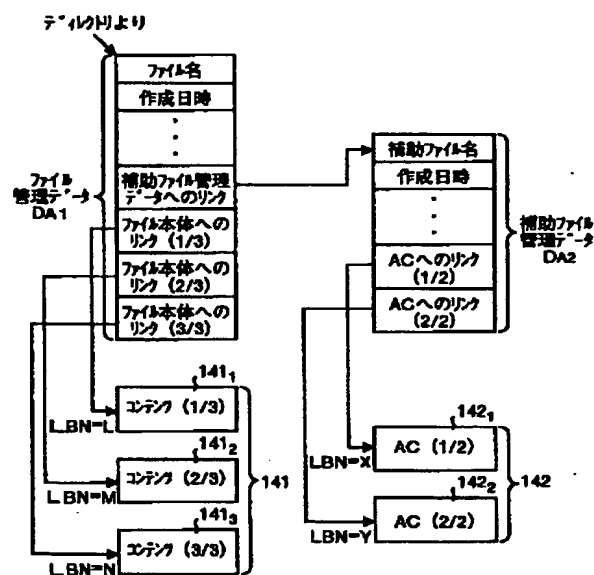 ディレクトリより
ファイル名
作成日時
・
・
・
補助ファイル管理
データへのリンク
ファイル本体への
リンク (1/3)
ファイル本体への
リンク (2/3)
ファイル本体への
リンク (3/3)
ファイル
管理データ
DA1
補助ファイル名
作成日時
・
・
・
ACへのリンク
(1/2)
ACへのリンク
(2/2)
補助ファイル
管理データ
DA2
141₁
コンテンツ (1/3)
LBN=L
141₂
コンテンツ (2/3)
LBN=M
141₃
コンテンツ (3/3)
LBN=N
141
142₁
AC (1/2)
LBN=X
142₂
AC (2/2)
LBN=Y
142